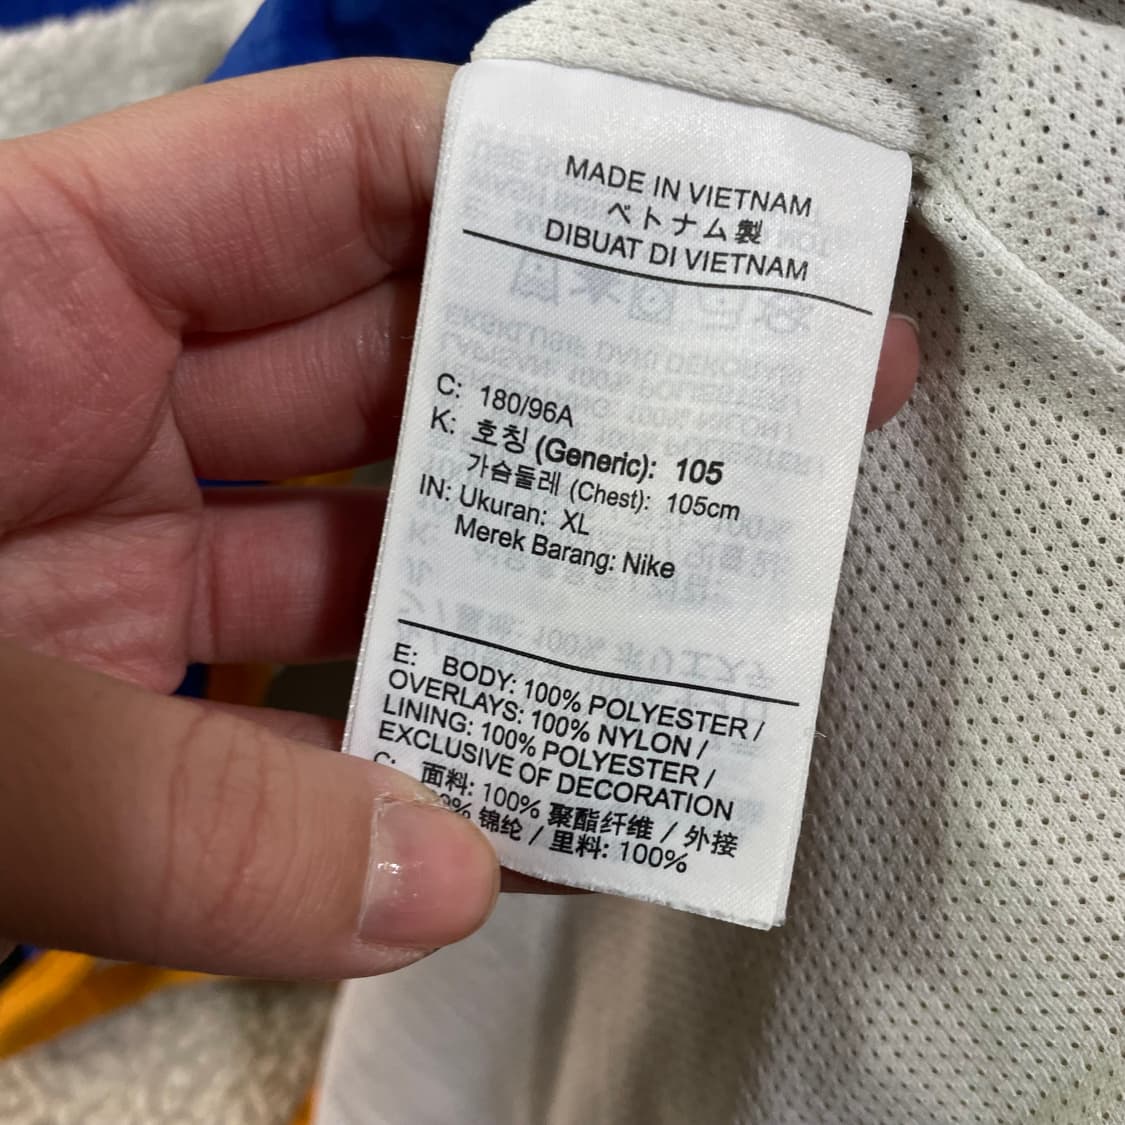 MADE IN VIETNAM
ベトナム製
DIBUAT DI VIETNAM
C: 180/96A
K: 호칭 (Generic): 105
가슴둘레 (Chest): 105cm
IN: Ukuran: XL
Merek Barang: Nike
E: BODY: 100% POLYESTER /
OVERLAYS: 100% NYLON /
LINING: 100% POLYESTER /
EXCLUSIVE OF DECORATION
C: 面料: 100% 聚酯纤维 / 外接
锦纶 / 里料: 100%